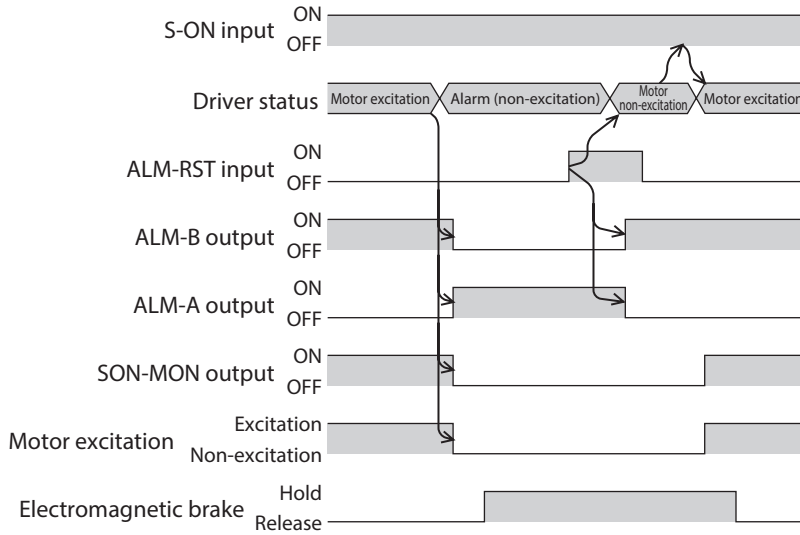 S-ON input
ON
OFF
Driver status
Motor excitation
Alarm (non-excitation)
Motor
non-excitation
Motor excitation
ALM-RST input
ON
OFF
ALM-B output
ON
OFF
ALM-A output
ON
OFF
SON-MON output
ON
OFF
Motor excitation
Excitation
Non-excitation
Electromagnetic brake
Hold
Release